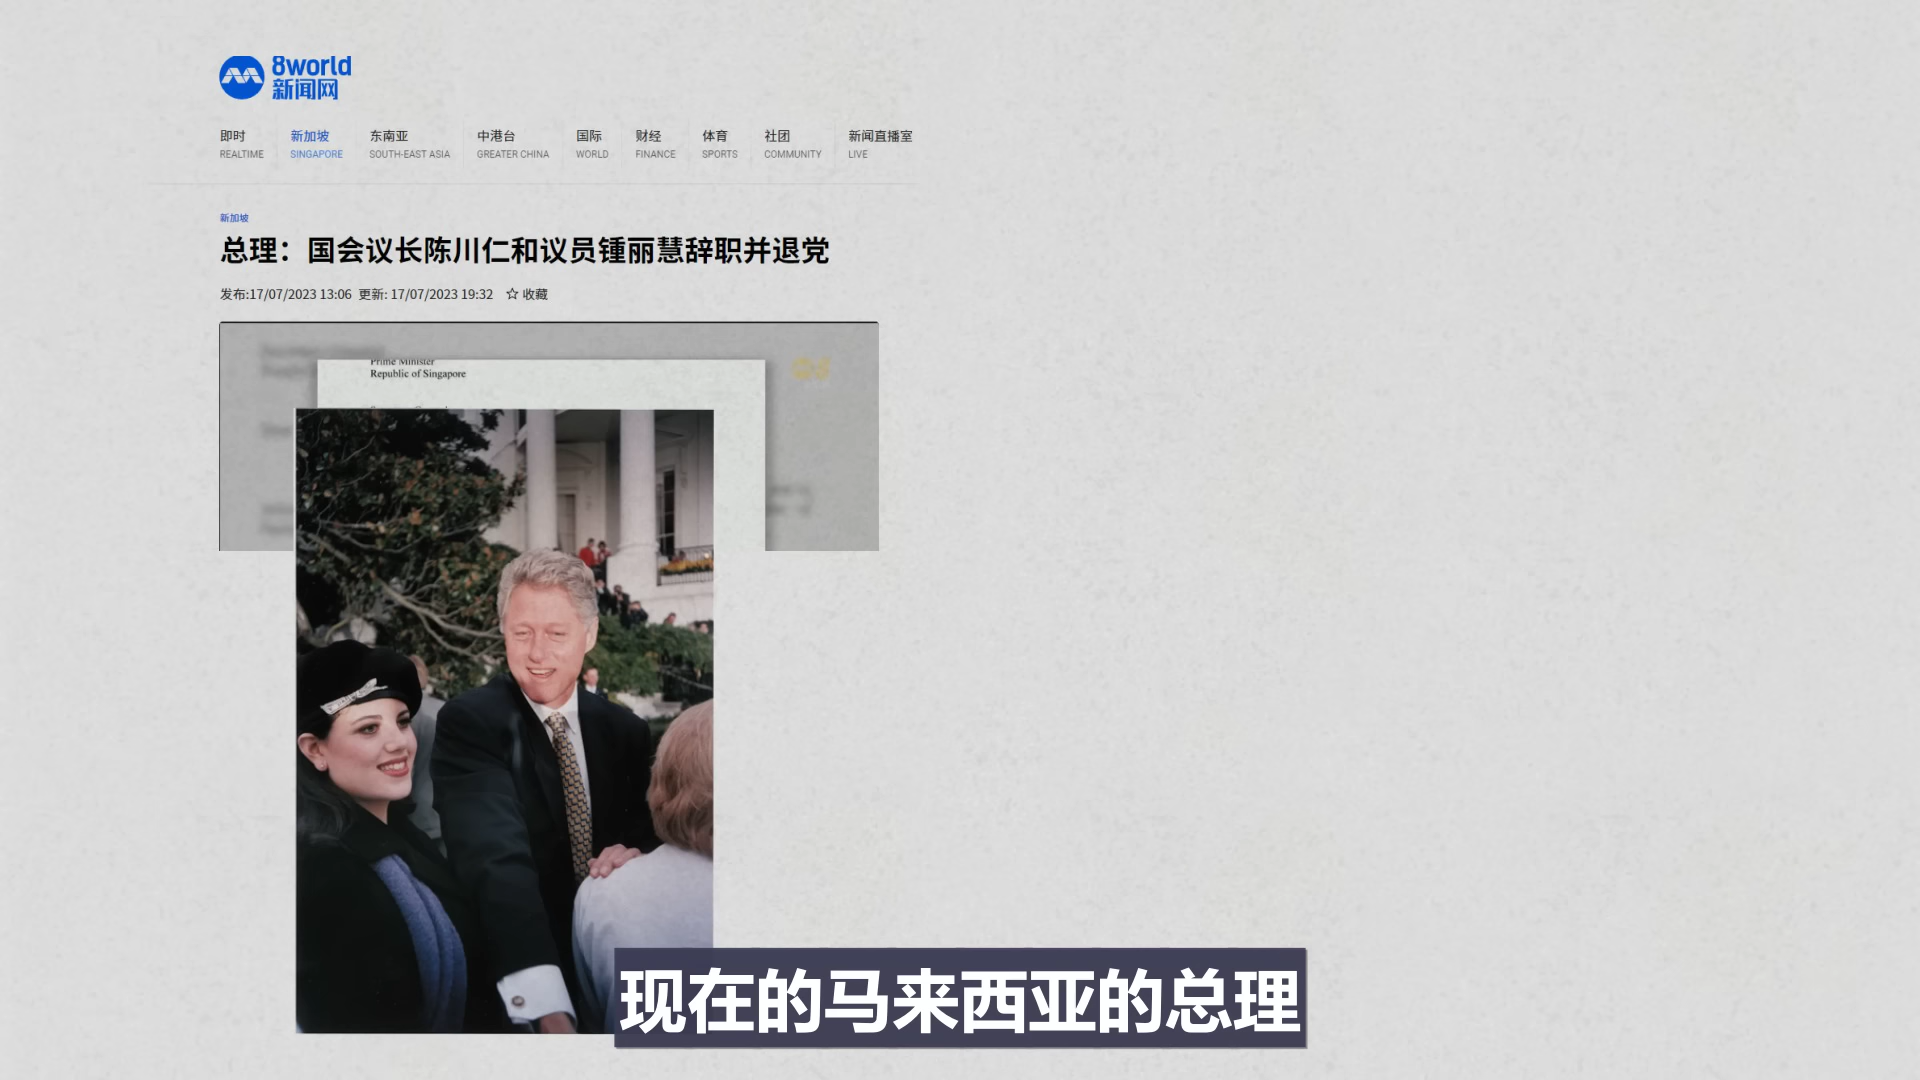 8world
新闻网
即时 新加坡 东南亚 中港台 国际 财经 体育 社团 新闻直播室
REALTIME SINGAPORE SOUTH-EAST ASIA GREATER CHINA WORLD FINANCE SPORTS COMMUNITY LIVE
新加坡
总理：国会议长陈川仁和议员锺丽慧辞职并退党
发布:17/07/2023 13:06 更新: 17/07/2023 19:32 ☆ 收藏
Prime Minister
Republic of Singapore
现在的马来西亚的总理